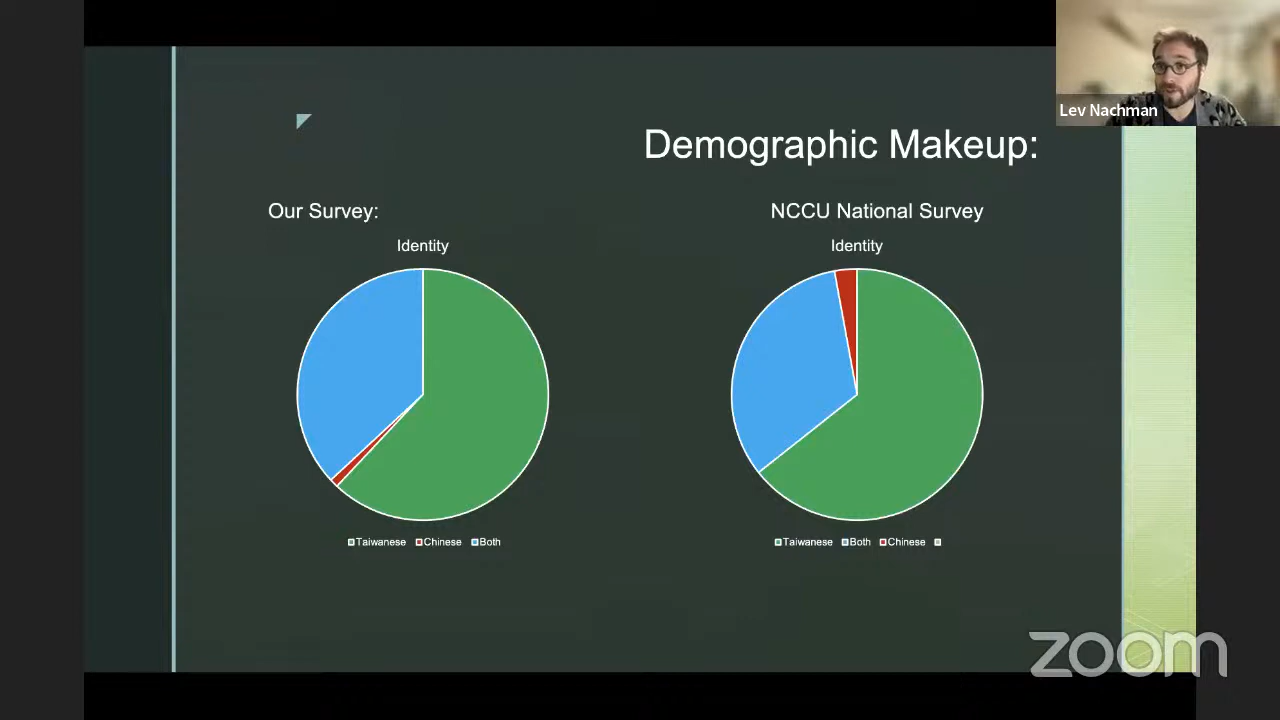 Lev Nachman
Demographic Makeup:
Our Survey:
Identity
Taiwanese Chinese Both
NCCU National Survey
Identity
Taiwanese Both Chinese
zoom